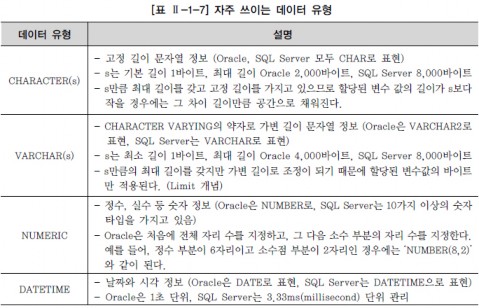 [표 Ⅱ-1-7] 자주 쓰이는 데이터 유형
데이터 유형
설명
CHARACTER(s)
- 고정 길이 문자열 정보 (Oracle, SQL Server 모두 CHAR로 표현)
- s는 기본 길이 1바이트, 최대 길이 Oracle 2,000바이트, SQL Server 8,000바이트
- s만큼 최대 길이를 갖고 고정 길이를 가지고 있으므로 할당된 변수 값의 길이가 s보다
작을 경우에는 그 차이 길이만큼 공간으로 채워진다.
VARCHAR(s)
- CHARACTER VARYING의 약자로 가변 길이 문자열 정보 (Oracle은 VARCHAR2로
표현, SQL Server는 VARCHAR로 표현)
- s는 최소 길이 1바이트, 최대 길이 Oracle 4,000바이트, SQL Server 8,000바이트
- s만큼의 최대 길이를 갖지만 가변 길이로 조정이 되기 때문에 할당된 변수값의 바이트
만 적용된다. (Limit 개념)
NUMERIC
- 정수, 실수 등 숫자 정보 (Oracle은 NUMBER로, SQL Server는 10가지 이상의 숫자
타입을 가지고 있음)
- Oracle은 처음에 전체 자리 수를 지정하고, 그 다음 소수 부분의 자리 수를 지정한다.
예를 들어, 정수 부분이 6자리이고 소수점 부분이 2자리인 경우에는 'NUMBER(8,2)'
와 같이 된다.
DATETIME
- 날짜와 시각 정보 (Oracle은 DATE로 표현, SQL Server는 DATETIME으로 표현)
- Oracle은 1초 단위, SQL Server는 3.33ms(millisecond) 단위 관리